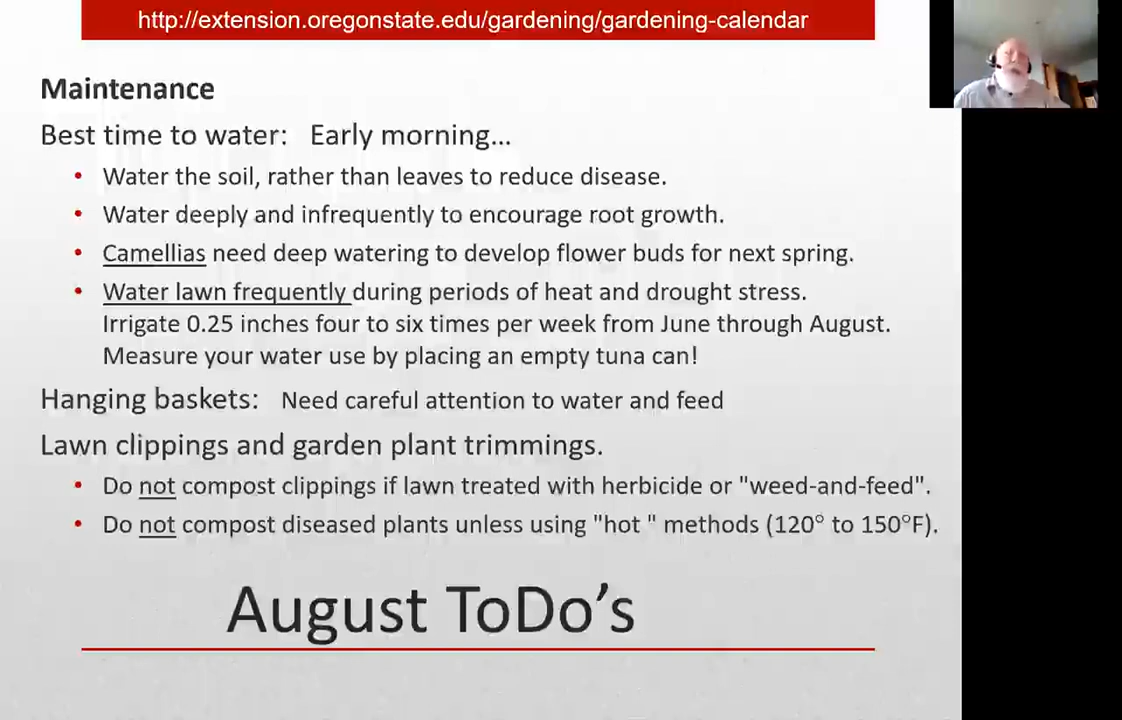 http://extension.oregonstate.edu/gardening/gardening-calendar
Maintenance
Best time to water: Early morning...
• Water the soil, rather than leaves to reduce disease.
• Water deeply and infrequently to encourage root growth.
• Camellias need deep watering to develop flower buds for next spring.
• Water lawn frequently during periods of heat and drought stress.
Irrigate 0.25 inches four to six times per week from June through August.
Measure your water use by placing an empty tuna can!
Hanging baskets: Need careful attention to water and feed
Lawn clippings and garden plant trimmings.
• Do not compost clippings if lawn treated with herbicide or "weed-and-feed".
• Do not compost diseased plants unless using "hot " methods (120° to 150°F).
August ToDo’s